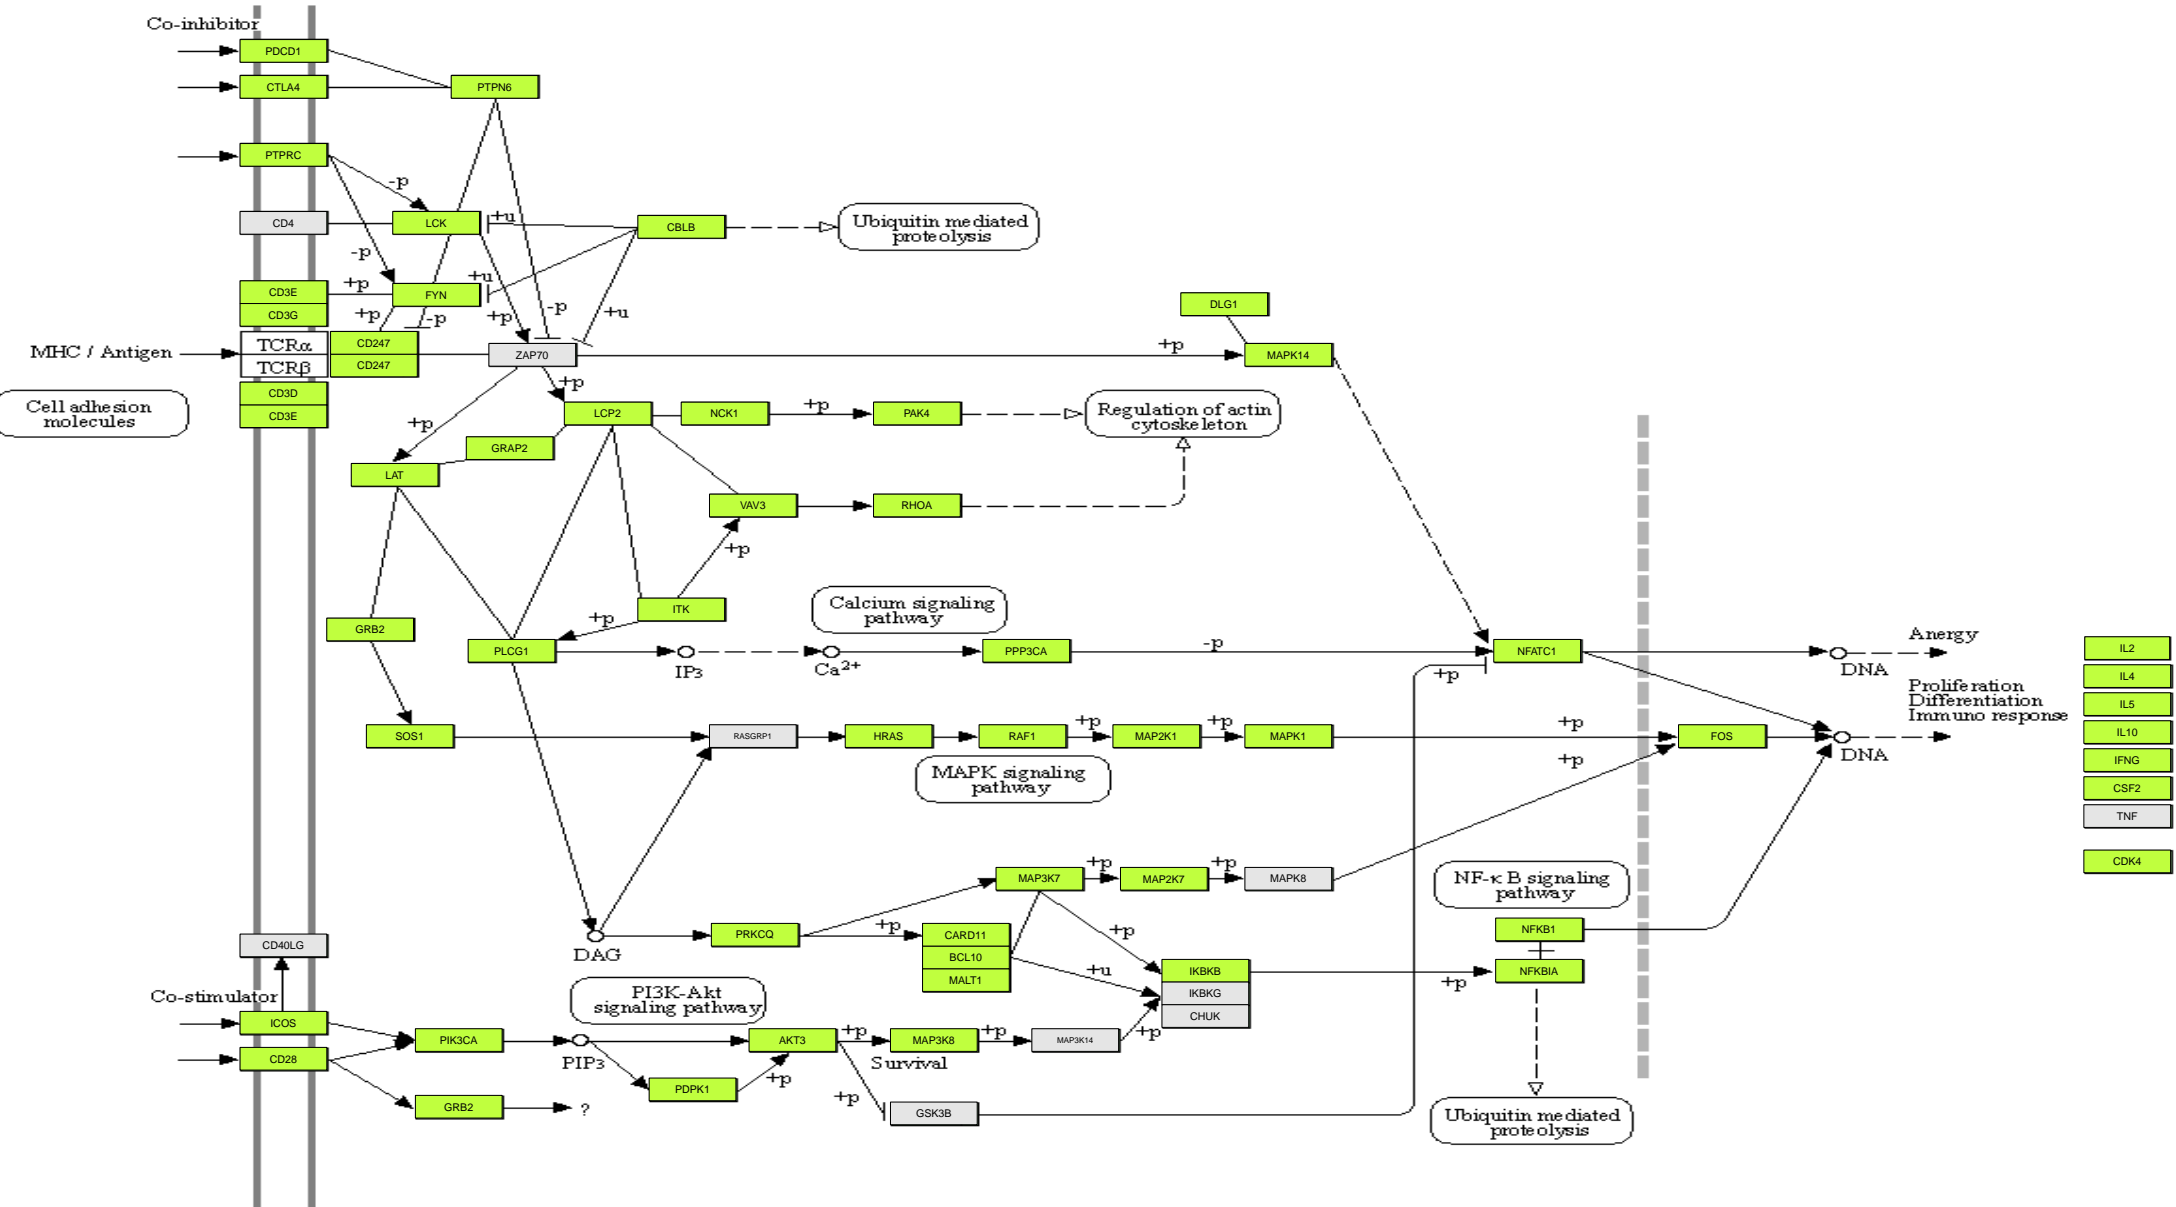 Co-inhibitor
PDCD1
CTLA4
PTPN6
PTPRC
-p
CD4
LCK
+u
CBLB
Ubiquitin mediated
proteolysis
-p
+u
CD3E
+p
FYN
CD3G
+p
-p
+p
-p
+u
DLG1
MHC / Antigen
TCRα
TCRβ
CD247
CD247
ZAP70
+p
MAPK14
+p
Cell adhesion
molecules
CD3D
CD3E
LCP2
NCK1
+p
PAK4
Regulation of actin
cytoskeleton
+p
GRAP2
LAT
VAV3
RHOA
+p
ITK
Calcium signaling
pathway
GRB2
+p
PLCG1
IP3
Ca2+
PPP3CA
-p
NFATC1
+p
DNA
Anergy
IL2
IL4
Proliferation
Differentiation
Immuno response
IL5
SOS1
RASGRP1
HRAS
RAF1
+p
MAP2K1
+p
MAPK1
+p
FOS
DNA
IL10
MAPK signaling
pathway
+p
IFNG
CSF2
TNF
CDK4
MAP3K7
+p
MAP2K7
+p
MAPK8
NF-κ B signaling
pathway
CD40LG
DAG
PRKCQ
+p
CARD11
BCL10
MALT1
+p
+u
NFKB1
IKBKB
IKBKG
CHUK
+p
NFKBIA
Co-stimulator
PI3K-Akt
signaling pathway
ICOS
CD28
PIK3CA
PIP3
AKT3
+p
MAP3K8
+p
MAP3K14
+p
Survival
PDPK1
+p
+p
GRB2
?
GSK3B
Ubiquitin mediated
proteolysis